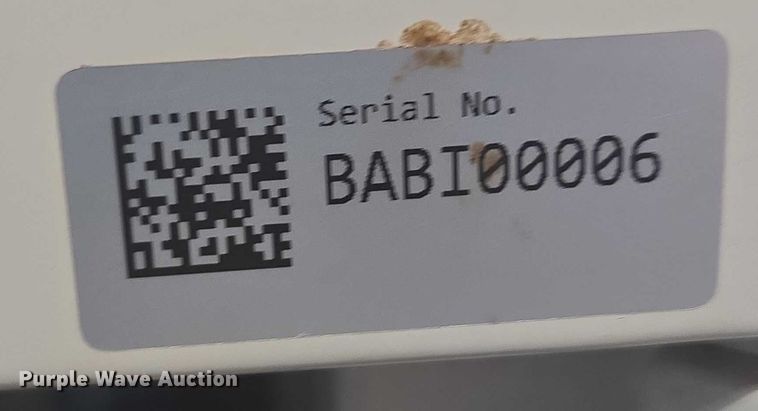 Serial No.
BABI00006
Purple Wave Auction